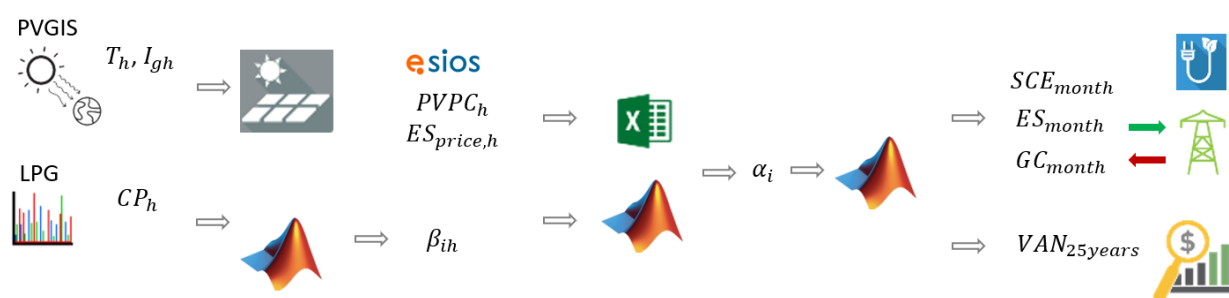 PVGIS
T_h, I_gh
LPG
CP_h
esios
PVPC_h
ES_price,h
β_ih
X
α_i
SCE_month
ES_month
GC_month
VAN_25years
$